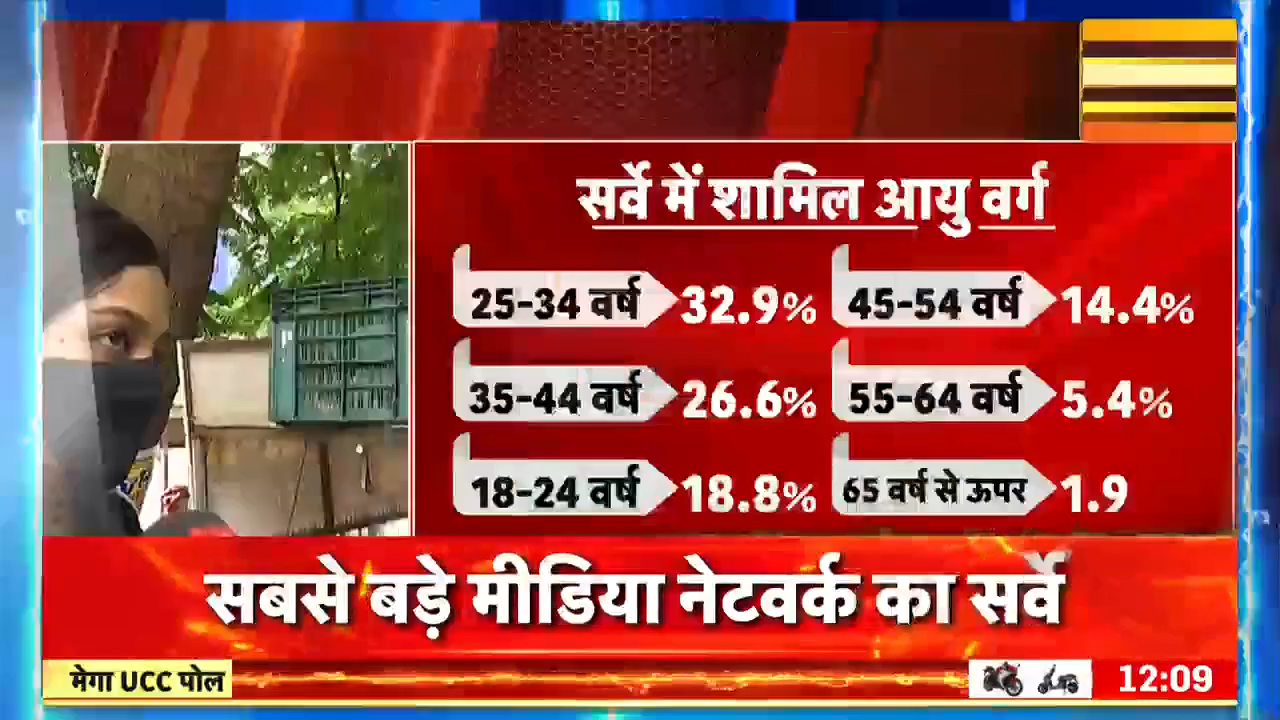 सर्वे में शामिल आयु वर्ग
25-34 वर्ष 32.9% 45-54 वर्ष 14.4%
35-44 वर्ष 26.6% 55-64 वर्ष 5.4%
18-24 वर्ष 18.8% 65 वर्ष से ऊपर 1.9
सबसे बड़े मीडिया नेटवर्क का सर्वे
मेगा UCC पोल 12:09